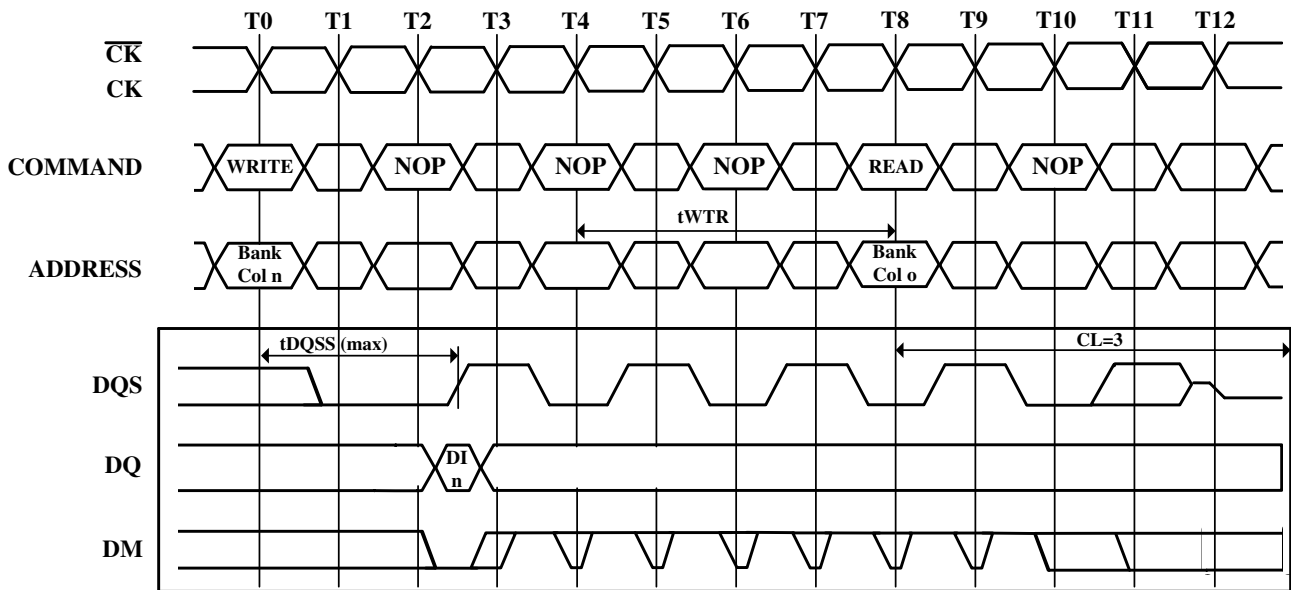 T0 T1 T2 T3 T4 T5 T6 T7 T8 T9 T10 T11 T12
CK
CK
COMMAND WRITE NOP NOP NOP READ NOP
tWTR
ADDRESS Bank Col n Bank Col o
tDQSS (max) CL=3
DQS
DQ DI n
DM